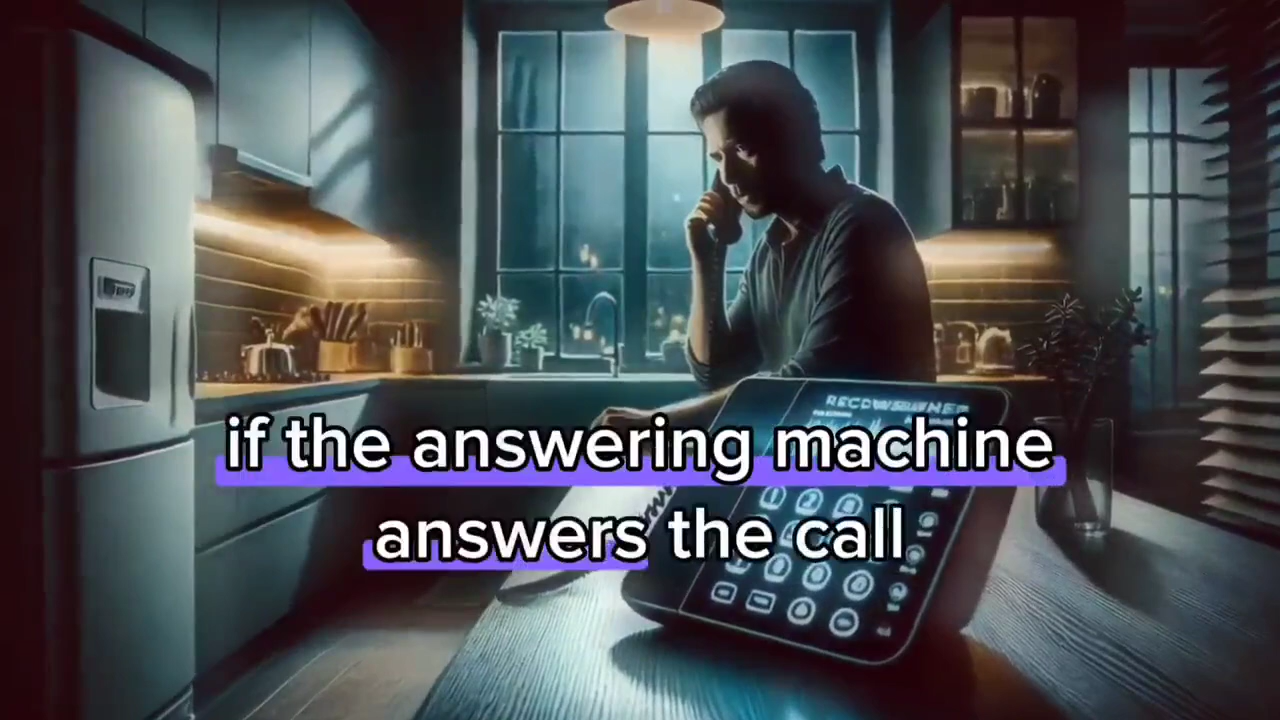 if the answering machine
answers the call